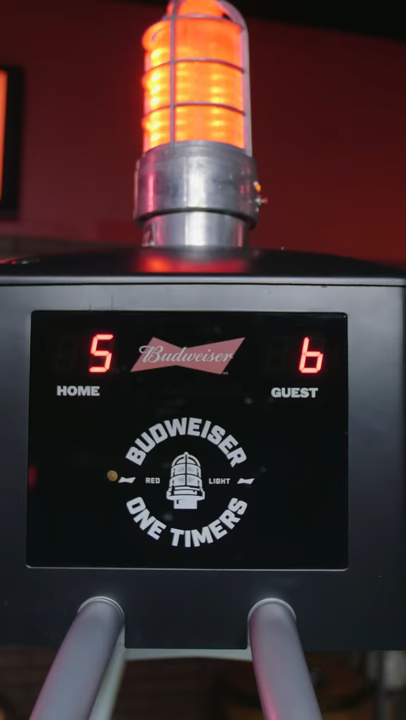 5 Budweiser 6
HOME GUEST
BUDWEISER
RED LIGHT
ONE TIMERS